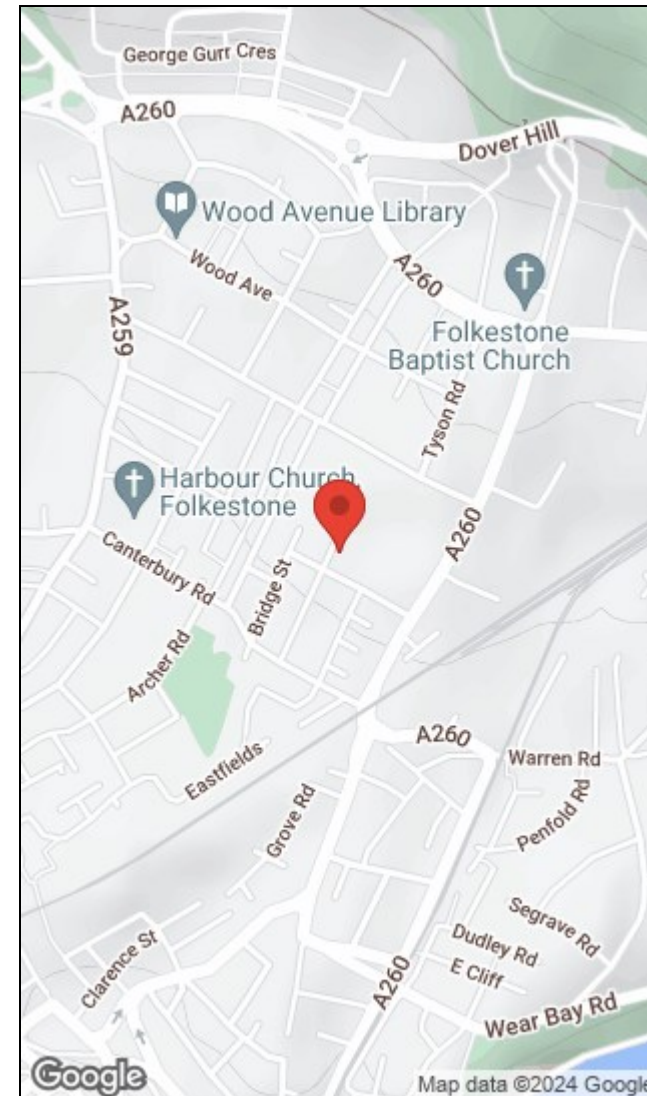 George Gurr Cres
A260
Dover Hill
Wood Avenue Library
Wood Ave
A260
A259
Folkestone
Baptist Church
Tyson Rd
Harbour Church,
Folkestone
A260
Canterbury Rd
Bridge St
Archer Rd
Eastfields
A260
Warren Rd
Penfold Rd
Grove Rd
Segrave Rd
Clarence St
Dudley Rd
E Cliff
A260
Wear Bay Rd
Google
Map data ©2024 Google